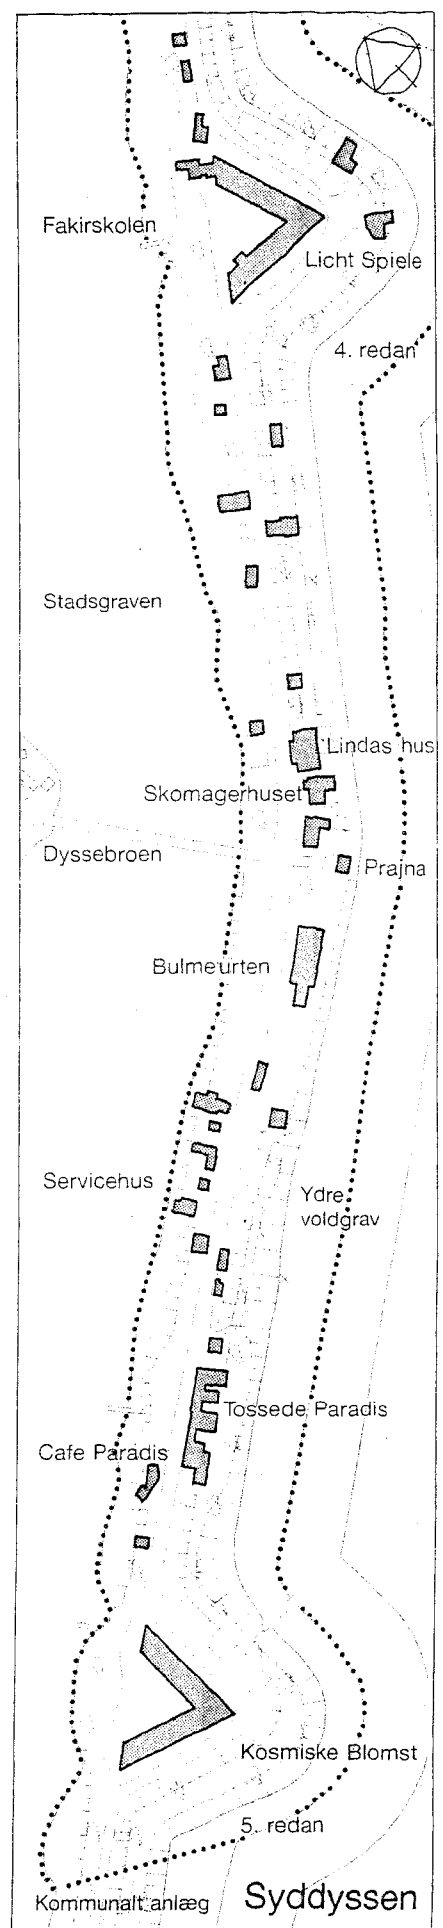 Fakirskolen
Licht Spiele
4. redan
Stadsgraven
Lindas hus
Skomagerhuset
Dyssebroen
Prajna
Bulmeurten
Servicehus
Ydre
voldgrav
Tossede Paradis
Cafe Paradis
Kosmiske Blomst
5. redan
Kommunalt anlæg
Syddyssen